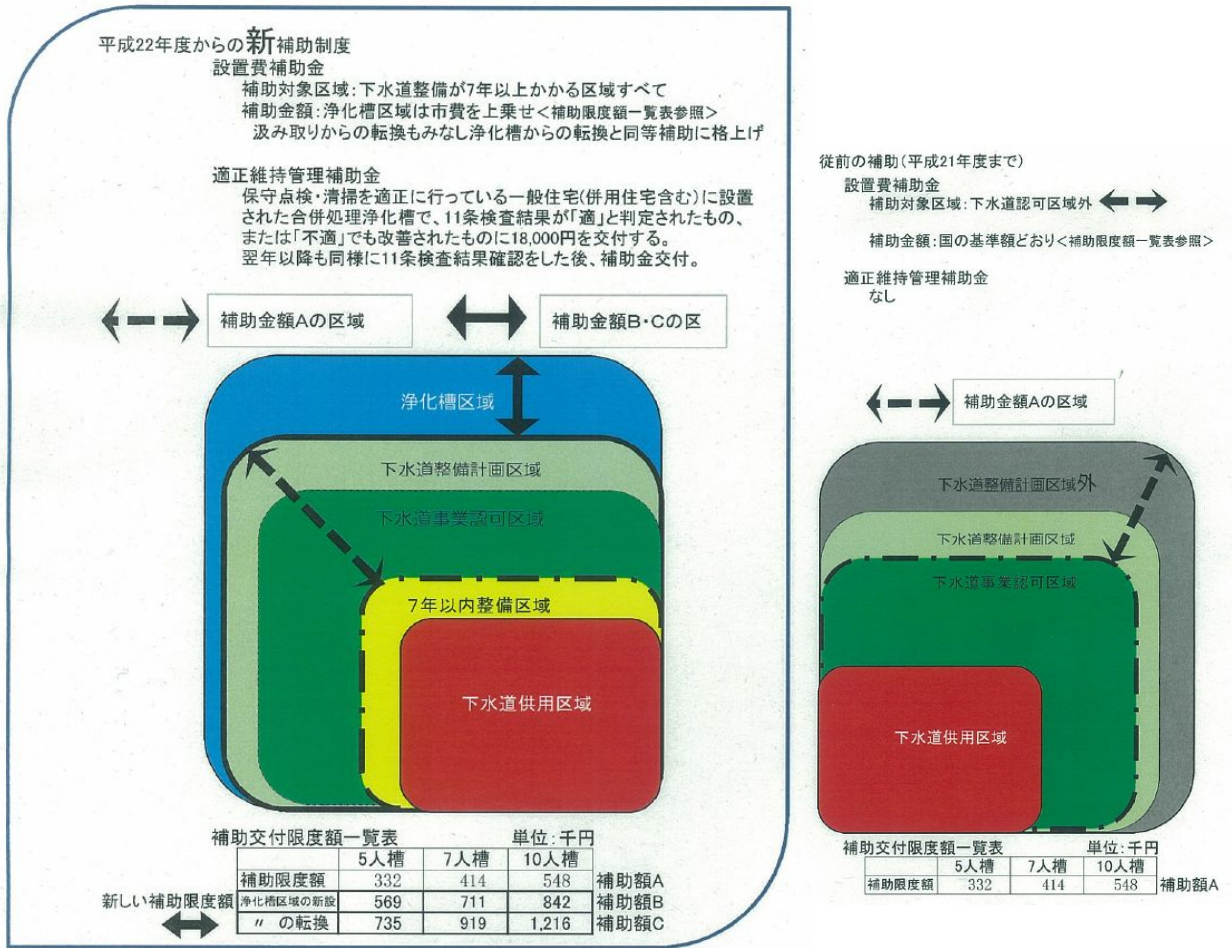 平成22年度からの新補助制度
設置費補助金
補助対象区域:下水道整備が7年以上かかる区域すべて
補助金額:浄化槽区域は市費を上乗せ<補助限度額一覧表参照>
汲み取りからの転換もみなし浄化槽からの転換と同等補助に格上げ
適正維持管理補助金
保守点検・清掃を適正に行っている一般住宅(併用住宅含む)に設置
された合併処理浄化槽で、11条検査結果が「適」と判定されたもの、
または「不適」でも改善されたものに18,000円を交付する。
翌年以降も同様に11条検査結果確認をした後、補助金交付。
補助金額Aの区域
補助金額B・Cの区
浄化槽区域
下水道整備計画区域
下水道事業認可区域
7年以内整備区域
下水道供用区域
補助交付限度額一覧表 単位:千円
5人槽 7人槽 10人槽
補助限度額 332 414 548 補助額A
新しい補助限度額 浄化槽区域の新設 569 711 842 補助額B
〃 の転換 735 919 1,216 補助額C
従前の補助(平成21年度まで)
設置費補助金
補助対象区域:下水道認可区域外
補助金額:国の基準額どおり<補助限度額一覧表参照>
適正維持管理補助金
なし
補助金額Aの区域
下水道整備計画区域外
下水道整備計画区域
下水道事業認可区域
下水道供用区域
補助交付限度額一覧表 単位:千円
5人槽 7人槽 10人槽
補助限度額 332 414 548 補助額A